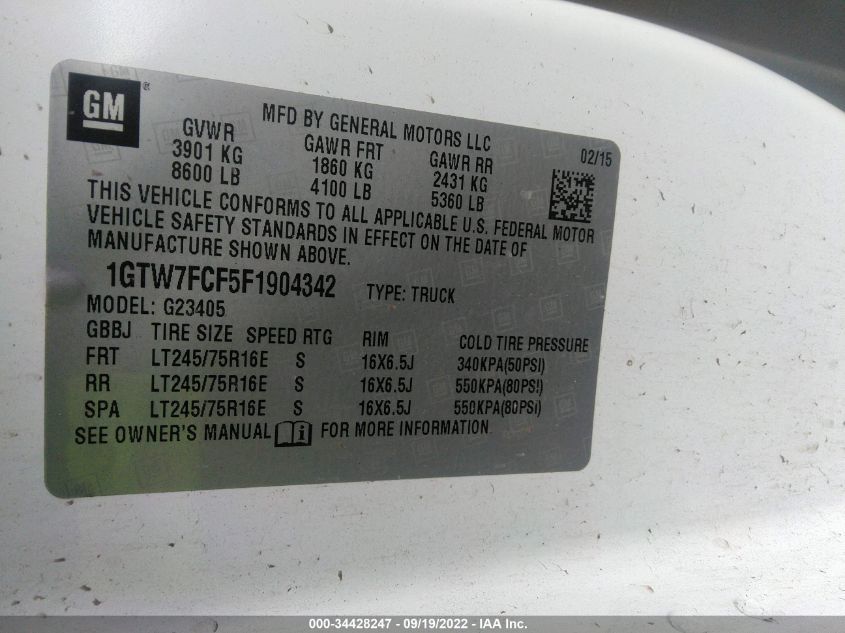 GM ®
MFD BY GENERAL MOTORS LLC
02/15
GVWR GAWR FRT GAWR RR
3901 KG 1860 KG 2431 KG
8600 LB 4100 LB 5360 LB
THIS VEHICLE CONFORMS TO ALL APPLICABLE U.S. FEDERAL MOTOR
VEHICLE SAFETY STANDARDS IN EFFECT ON THE DATE OF
MANUFACTURE SHOWN ABOVE.
1GTW7FCF5F1904342 TYPE: TRUCK
MODEL: G23405
GBBJ TIRE SIZE SPEED RTG RIM COLD TIRE PRESSURE
FRT LT245/75R16E S 16X6.5J 340KPA(50PSI)
RR LT245/75R16E S 16X6.5J 550KPA(80PSI)
SPA LT245/75R16E S 16X6.5J 550KPA(80PSI)
SEE OWNER'S MANUAL i FOR MORE INFORMATION
000-34428247 - 09/19/2022 - IAA Inc.